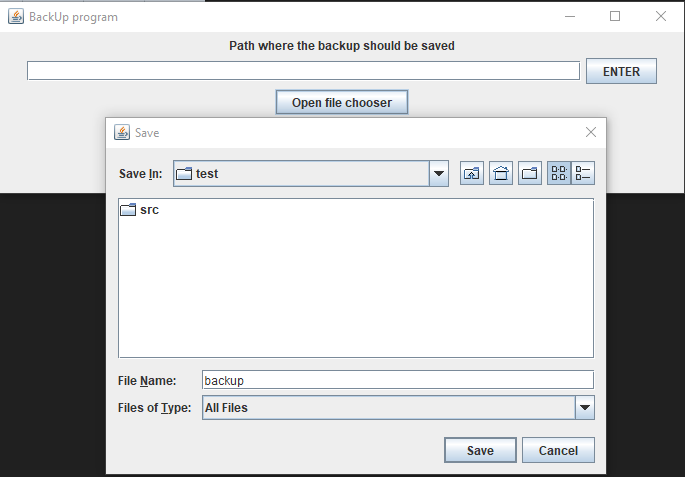 BackUp program
Path where the backup should be saved
ENTER
Open file chooser
Save
Save In: test
src
File Name: backup
Files of Type: All Files
Save Cancel